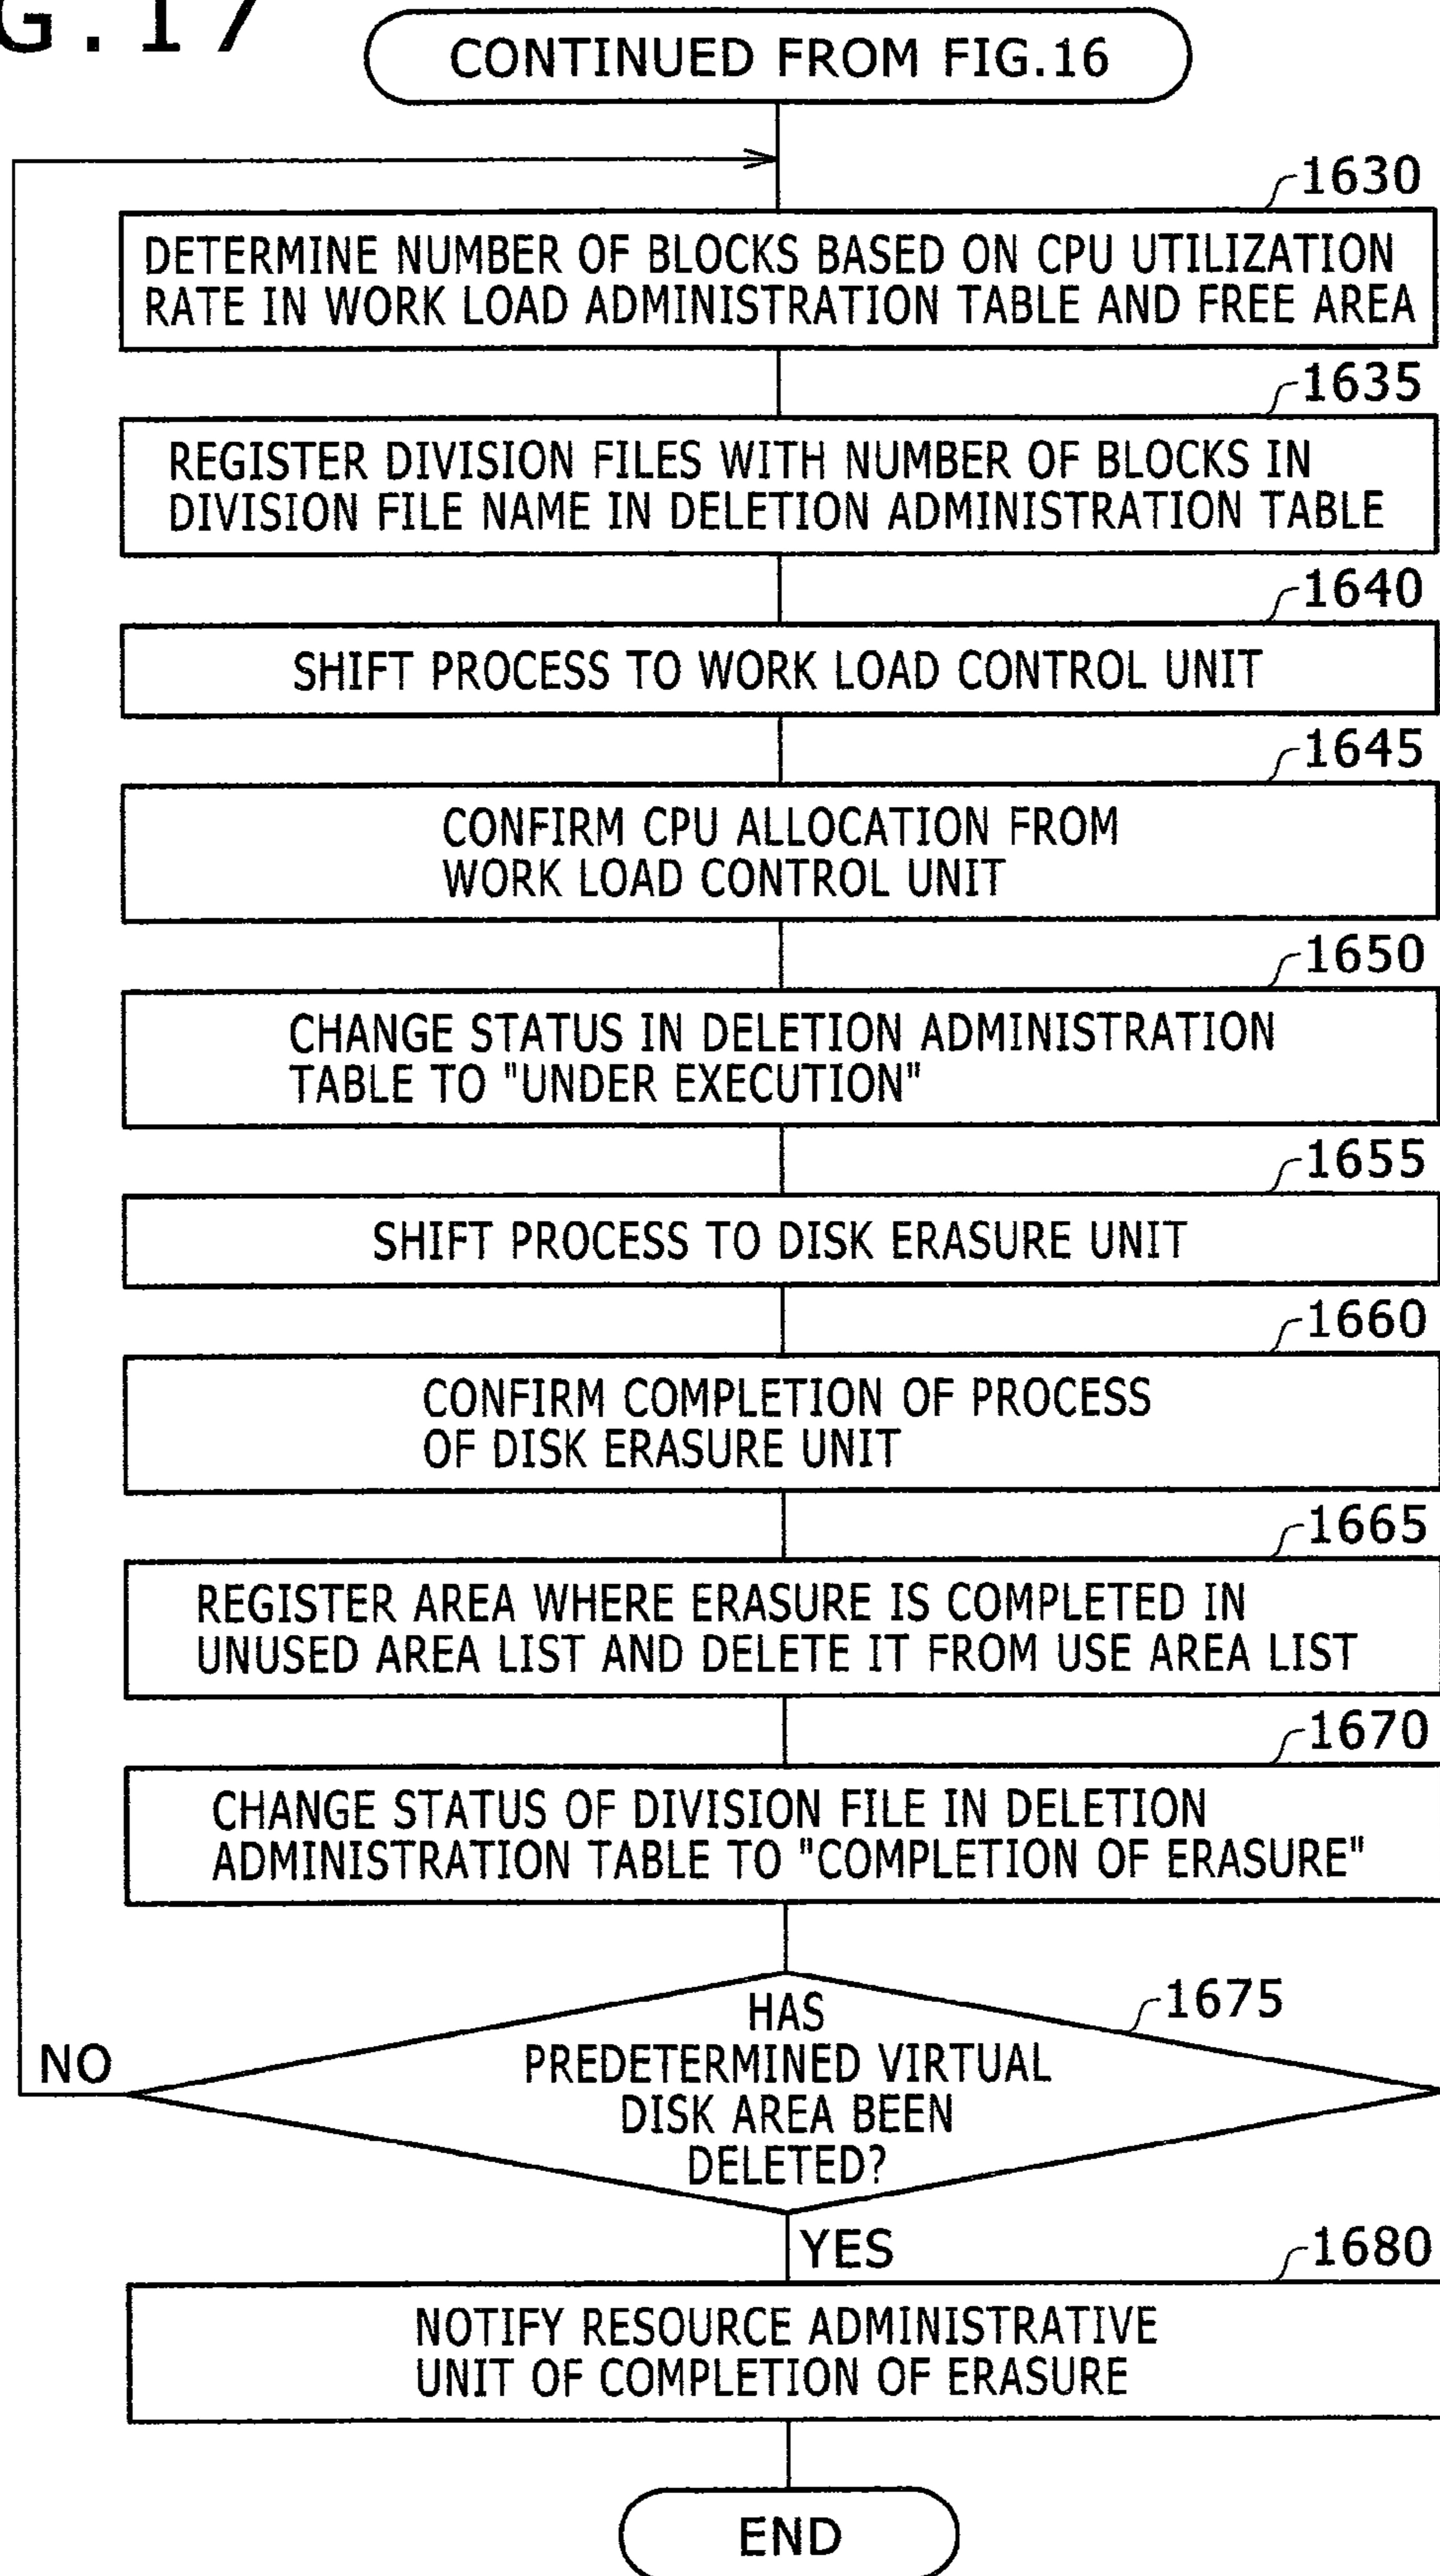 G.17
CONTINUED FROM FIG.16
1630
DETERMINE NUMBER OF BLOCKS BASED ON CPU UTILIZATION
RATE IN WORK LOAD ADMINISTRATION TABLE AND FREE AREA
1635
REGISTER DIVISION FILES WITH NUMBER OF BLOCKS IN
DIVISION FILE NAME IN DELETION ADMINISTRATION TABLE
1640
SHIFT PROCESS TO WORK LOAD CONTROL UNIT
1645
CONFIRM CPU ALLOCATION FROM
WORK LOAD CONTROL UNIT
1650
CHANGE STATUS IN DELETION ADMINISTRATION
TABLE TO "UNDER EXECUTION"
1655
SHIFT PROCESS TO DISK ERASURE UNIT
1660
CONFIRM COMPLETION OF PROCESS
OF DISK ERASURE UNIT
1665
REGISTER AREA WHERE ERASURE IS COMPLETED IN
UNUSED AREA LIST AND DELETE IT FROM USE AREA LIST
1670
CHANGE STATUS OF DIVISION FILE IN DELETION
ADMINISTRATION TABLE TO "COMPLETION OF ERASURE"
1675
HAS
PREDETERMINED VIRTUAL
DISK AREA BEEN
DELETED?
NO
YES
1680
NOTIFY RESOURCE ADMINISTRATIVE
UNIT OF COMPLETION OF ERASURE
END